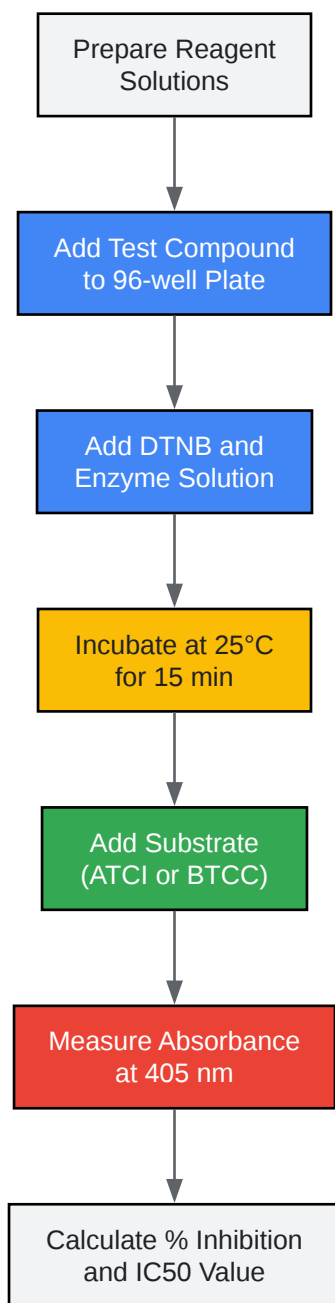 Prepare Reagent
Solutions
Add Test Compound
to 96-well Plate
Add DTNB and
Enzyme Solution
Incubate at 25°C
for 15 min
Add Substrate
(ATCI or BTCC)
Measure Absorbance
at 405 nm
Calculate % Inhibition
and IC50 Value